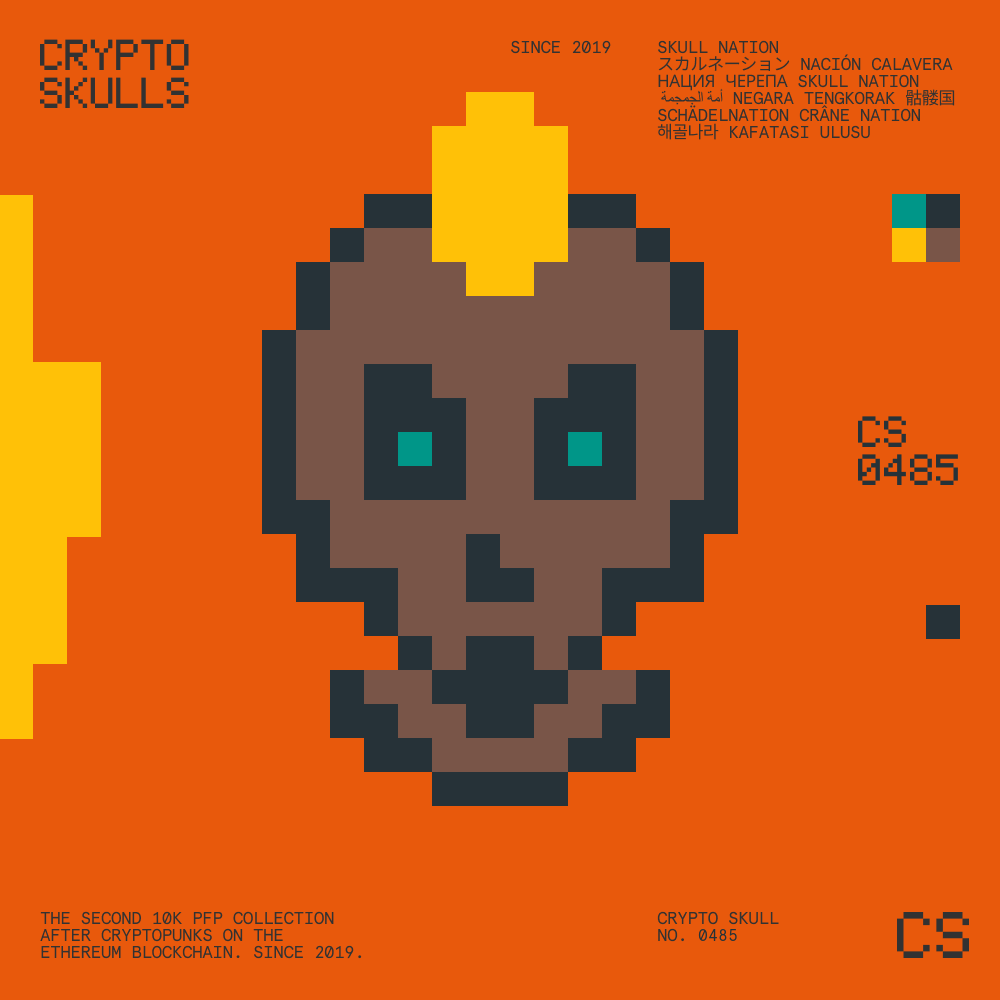 CRYPTO
SKULLS
SINCE 2019
SKULL NATION
スカルネーション NACIÓN CALAVERA
НАЦИЯ ЧЕРЕПА SKULL NATION
أمة الجمجمة NEGARA TENGKORAK 骷髅国
SCHÄDELNATION CRÂNE NATION
해골나라 KAFATASI ULUSU
CS
0485
THE SECOND 10K PFP COLLECTION
AFTER CRYPTOPUNKS ON THE
ETHEREUM BLOCKCHAIN. SINCE 2019.
CRYPTO SKULL
NO. 0485
CS